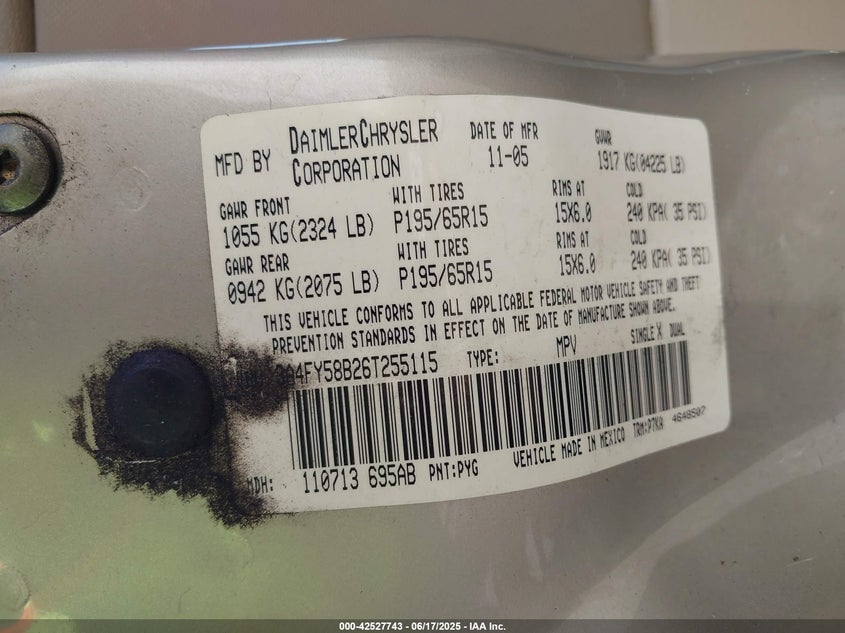 MFD BY DAIMLERCHRYSLER CORPORATION
DATE OF MFR 11-05
GVWR 1917 KG(04225 LB)
GAWR FRONT WITH TIRES RIMS AT COLD
1055 KG(2324 LB) P195/65R15 15X6.0 240 KPA( 35 PSI)
GAWR REAR WITH TIRES RIMS AT COLD
0942 KG(2075 LB) P195/65R15 15X6.0 240 KPA( 35 PSI)
THIS VEHICLE CONFORMS TO ALL APPLICABLE FEDERAL MOTOR VEHICLE SAFETY AND THEFT
PREVENTION STANDARDS IN EFFECT ON THE DATE OF MANUFACTURE SHOWN ABOVE.
A4FY58B26T255115 TYPE: MPV SINGLE X DUAL
MDH: 110713 695AB PNT:PYG VEHICLE MADE IN MEXICO TRM:P7KA 4648507
000-42527743 / 06/17/2025 - IAA Inc.